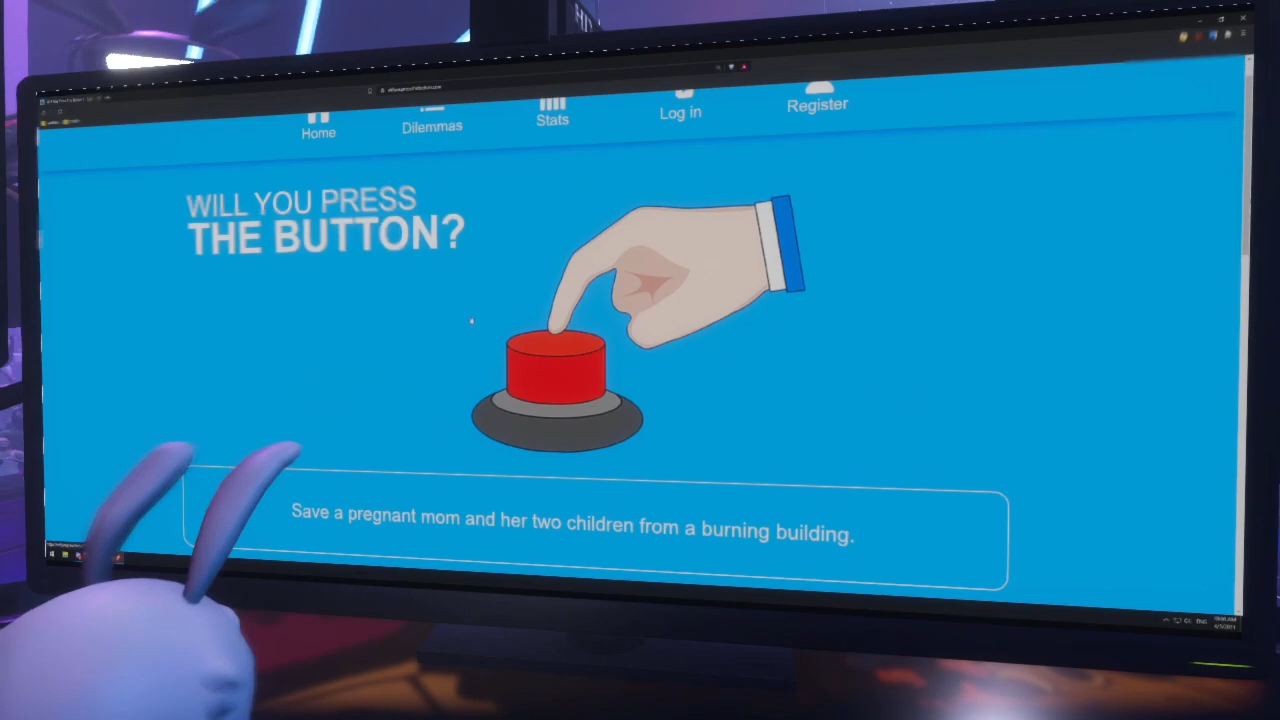 Home
Dilemmas
Stats
Log in
Register
WILL YOU PRESS
THE BUTTON?
Save a pregnant mom and her two children from a burning building.
ENG